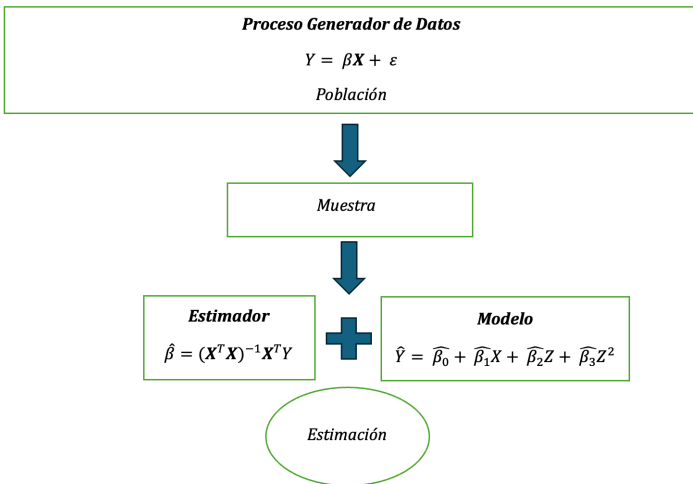 Proceso Generador de Datos
Y = βX + ε
Población
Muestra
Estimador
β̂ = (XᵀX)⁻¹XᵀY
Modelo
Ŷ = β̂₀ + β̂₁X + β̂₂Z + β̂₃Z²
Estimación